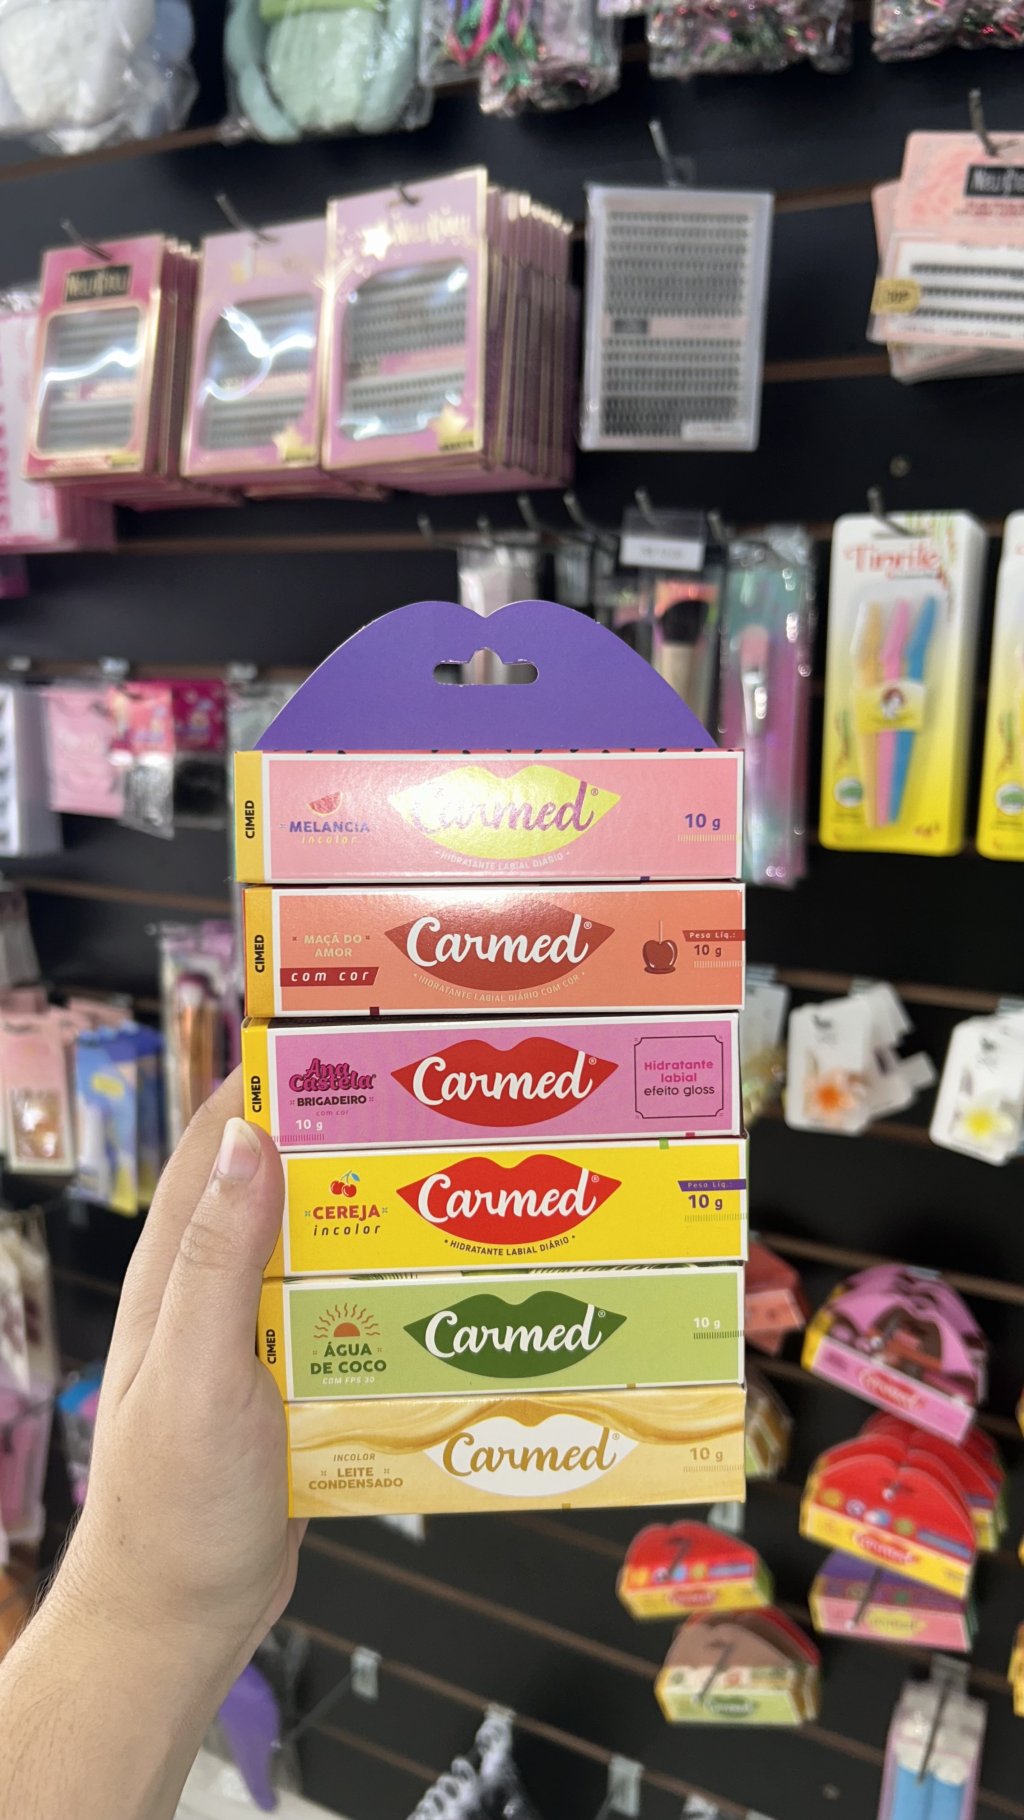 Tinkle
CIMED
MELANCIA
incolor
Carmed®
• HIDRATANTE LABIAL DIÁRIO •
10 g
CIMED
MAÇÃ DO
AMOR
com cor
Carmed®
• HIDRATANTE LABIAL DIÁRIO COM COR •
Peso Líq.:
10 g
CIMED
Ana
Castela
BRIGADEIRO
com cor
10 g
Carmed®
Hidratante
labial
efeito gloss
CEREJA
incolor
Carmed®
• HIDRATANTE LABIAL DIÁRIO •
Peso Líq.:
10 g
CIMED
ÁGUA
DE COCO
COM FPS 30
Carmed®
10 g
INCOLOR
LEITE
CONDENSADO
Carmed®
10 g